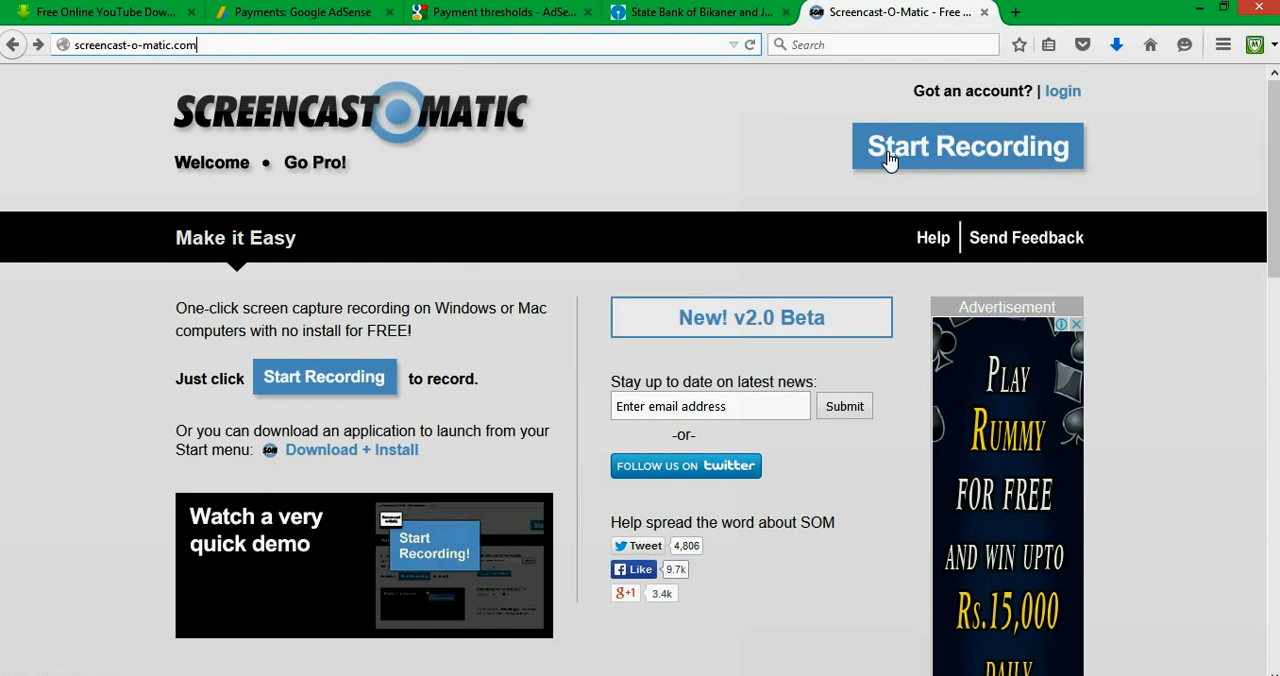 Free Online YouTube Dow...
Payments: Google AdSense
Payment thresholds - AdSe...
State Bank of Bikaner and J...
Screencast-O-Matic - Free ...
screencast-o-matic.com
Search
SCREENCAST O MATIC
Got an account? | login
Start Recording
Welcome • Go Pro!
Make it Easy
Help
Send Feedback
One-click screen capture recording on Windows or Mac
computers with no install for FREE!
Just click Start Recording to record.
Or you can download an application to launch from your
Start menu: SOM Download + Install
Watch a very
quick demo
Start
Recording!
New! v2.0 Beta
Stay up to date on latest news:
Enter email address
Submit
-or-
FOLLOW US ON twitter
Help spread the word about SOM
Tweet 4,806
Like 9.7k
g+1 3.4k
Advertisement
PLAY
RUMMY
FOR FREE
AND WIN UPTO
Rs.15,000
DAILY